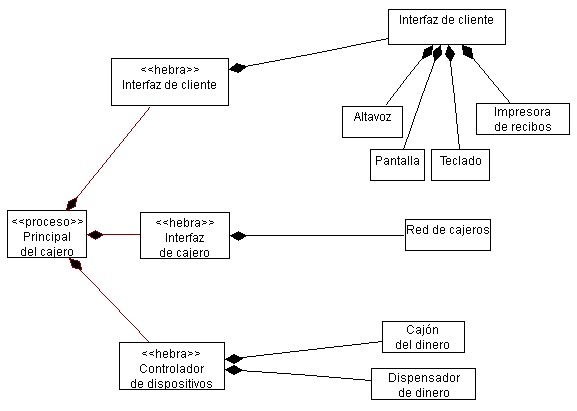 Interfaz de cliente
<<hebra>>
Interfaz de cliente
Altavoz
Impresora
de recibos
Pantalla
Teclado
<<proceso>>
Principal
del cajero
<<hebra>>
Interfaz
de cajero
Red de cajeros
<<hebra>>
Controlador
de dispositivos
Cajón
del dinero
Dispensador
de dinero